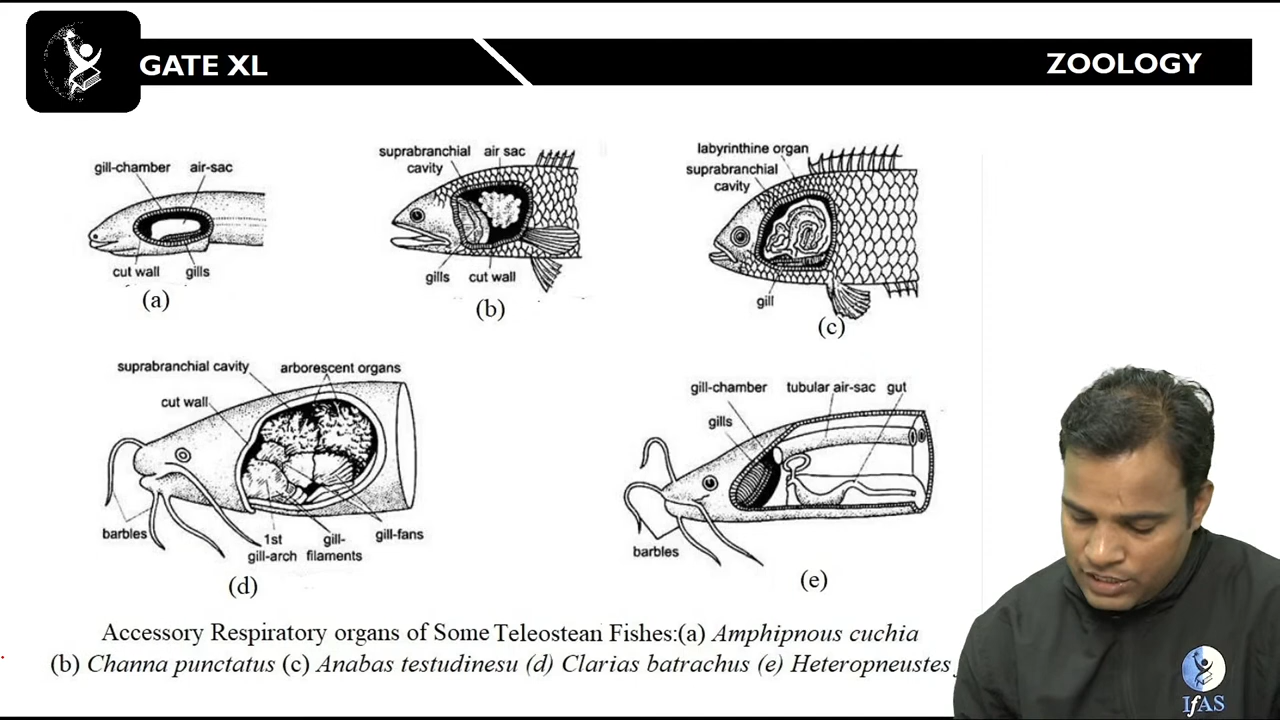 GATE XL
ZOOLOGY
gill-chamber air-sac
cut wall gills
(a)
suprabranchial cavity air sac
gills cut wall
(b)
labyrinthine organ
suprabranchial cavity
gill
(c)
suprabranchial cavity arborescent organs
cut wall
barbles
1st gill-arch
gill-filaments
gill-fans
(d)
gill-chamber tubular air-sac gut
gills
barbles
(e)
Accessory Respiratory organs of Some Teleostean Fishes:(a) Amphipnous cuchia
(b) Channa punctatus (c) Anabas testudinesu (d) Clarias batrachus (e) Heteropneustes
IfAS